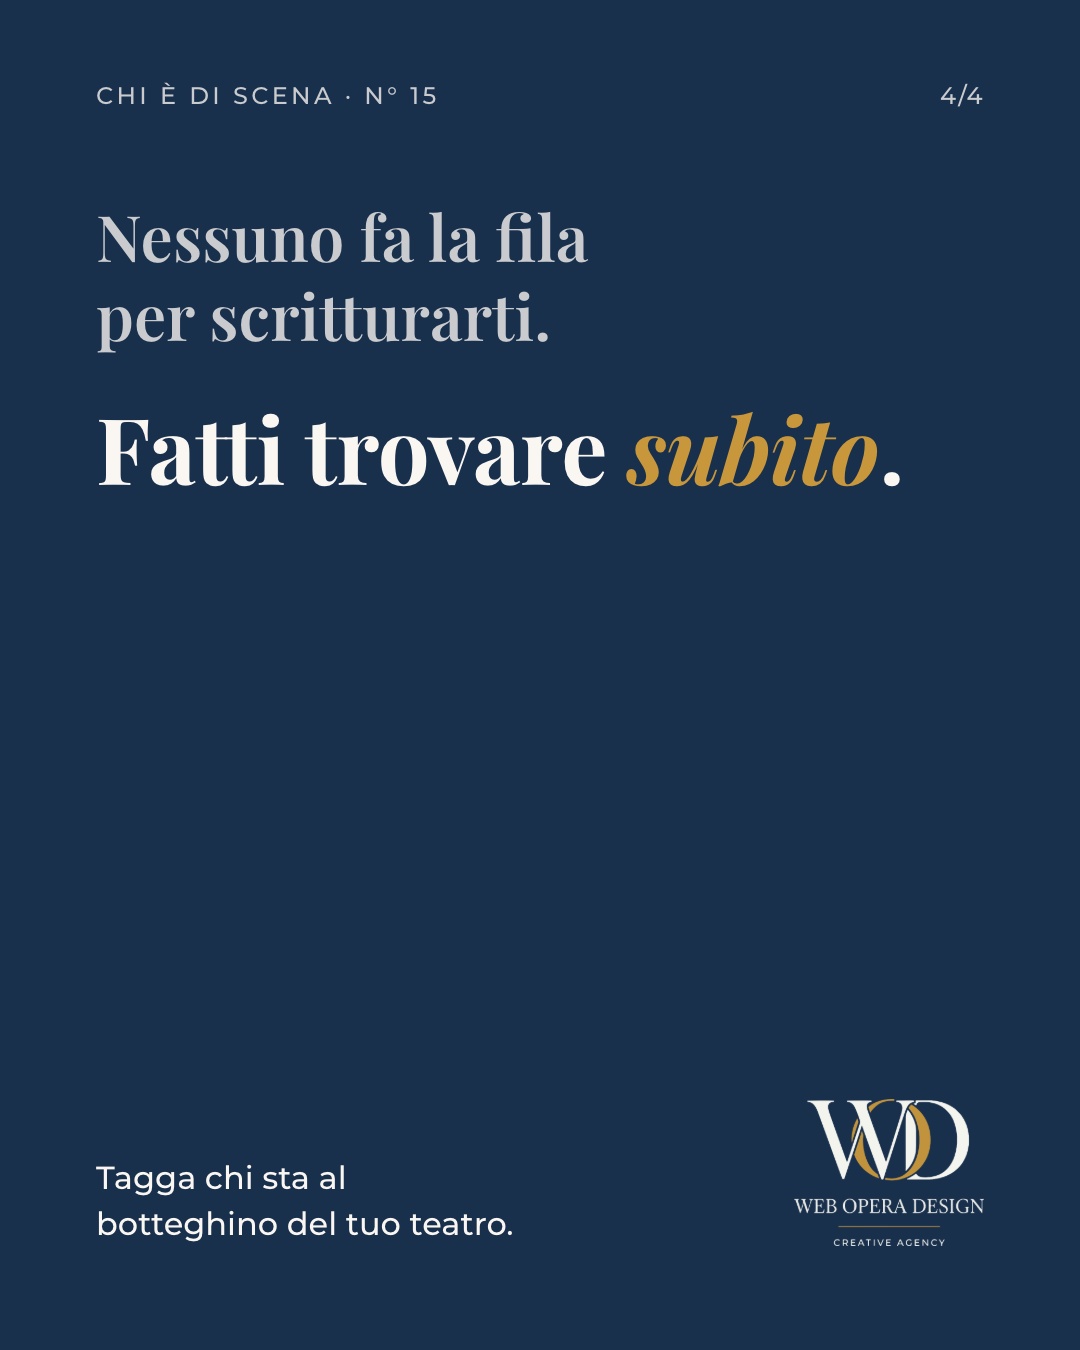 CHI È DI SCENA · N° 15
4/4
Nessuno fa la fila
per scritturarti.
Fatti trovare subito.
Tagga chi sta al
botteghino del tuo teatro.
WOD
WEB OPERA DESIGN
CREATIVE AGENCY